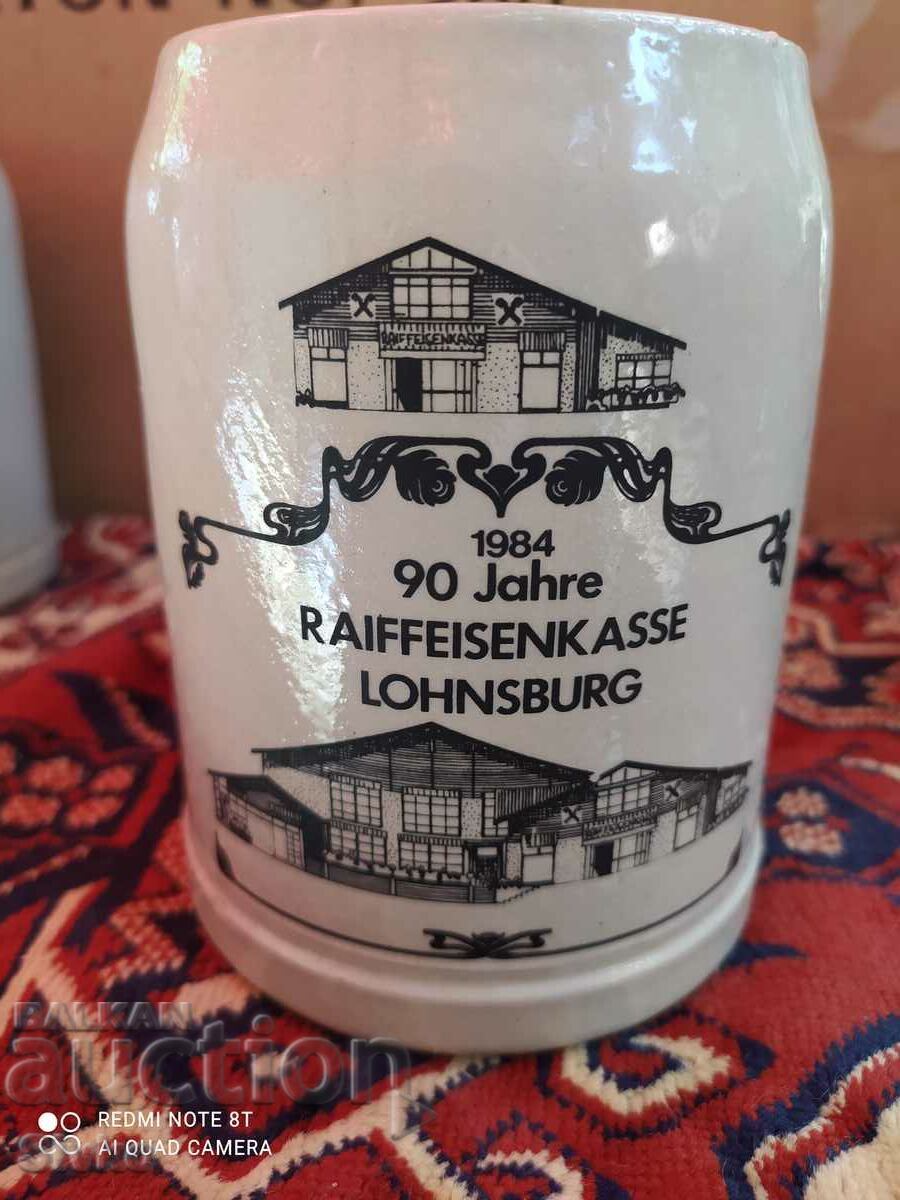 RAIFFEISENKASSE
1984
90 Jahre
RAIFFEISENKASSE
LOHNSBURG
BALKAN
auction
REDMI NOTE 8T
AI QUAD CAMERA